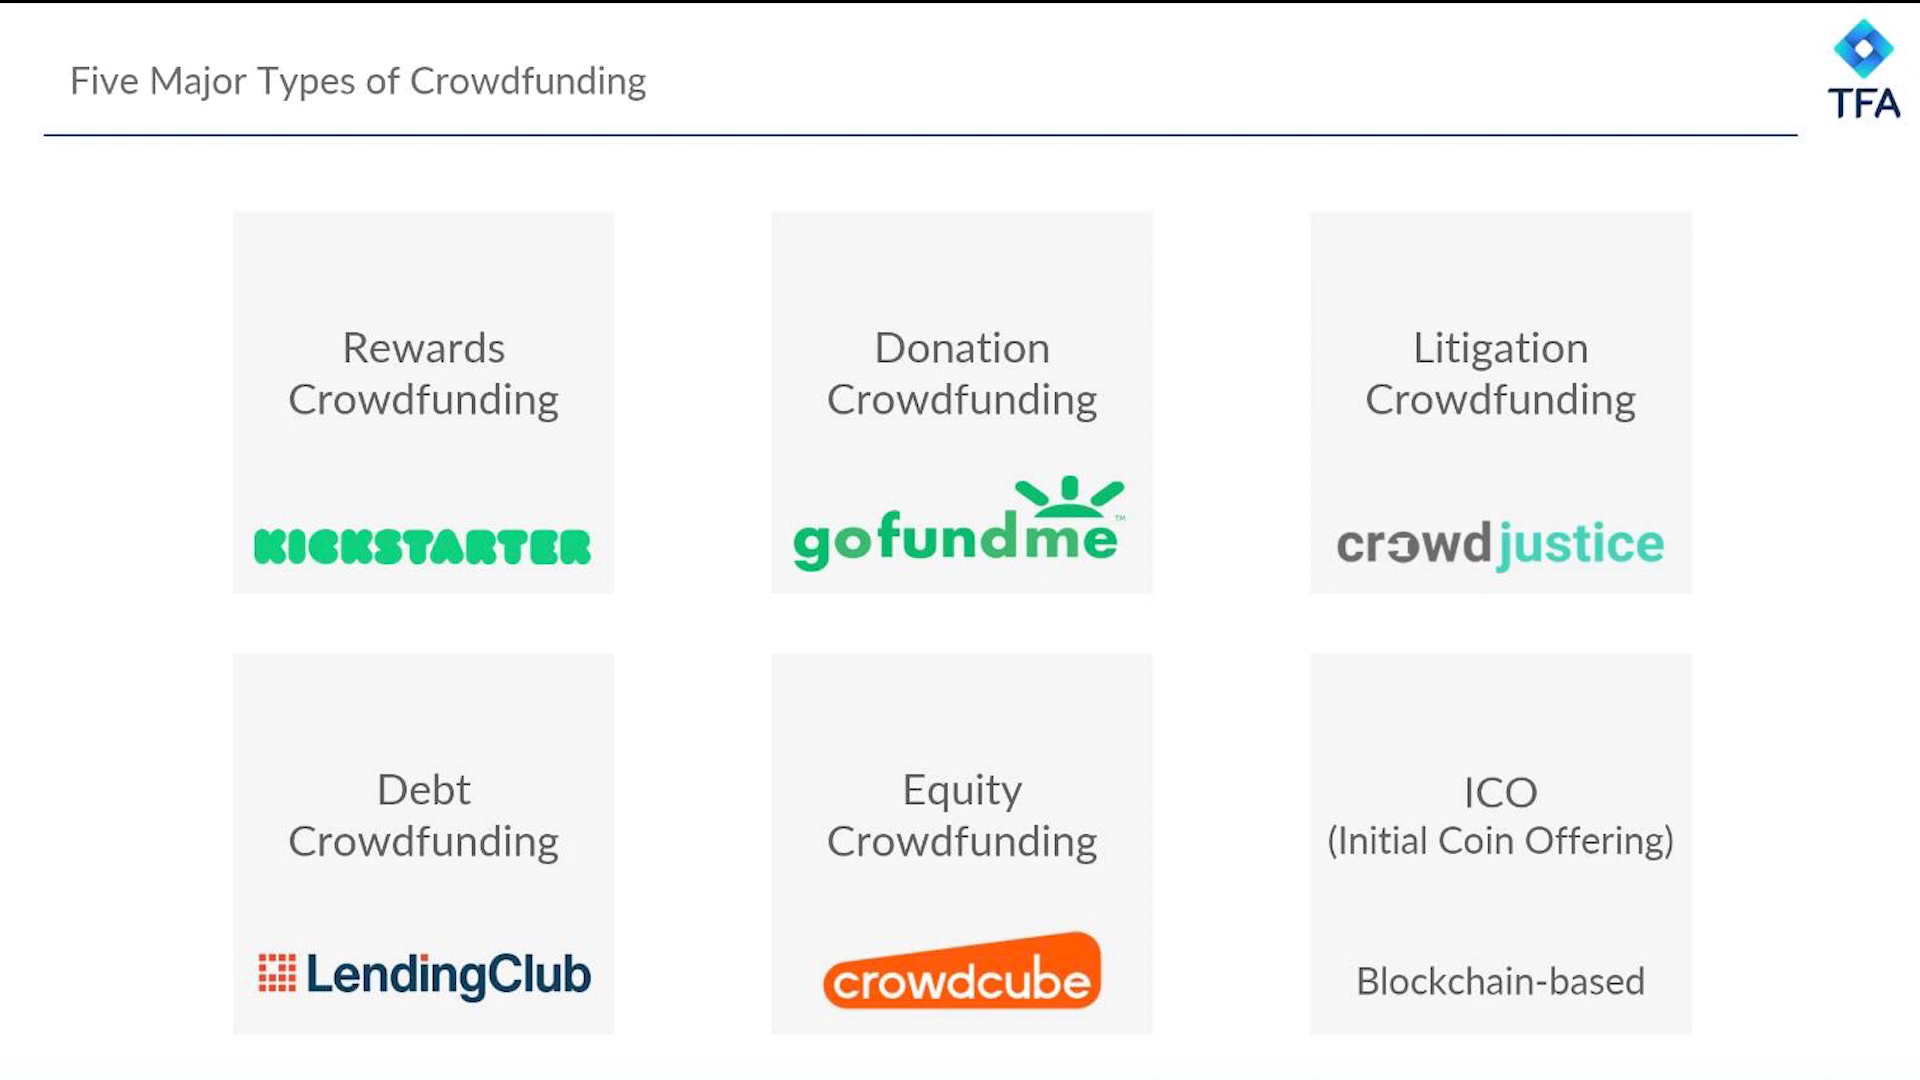 Five Major Types of Crowdfunding
TFA
Rewards
Crowdfunding
KICKSTARTER
Donation
Crowdfunding
gofundme™
Litigation
Crowdfunding
crowdjustice
Debt
Crowdfunding
LendingClub
Equity
Crowdfunding
crowdcube
ICO
(Initial Coin Offering)
Blockchain-based